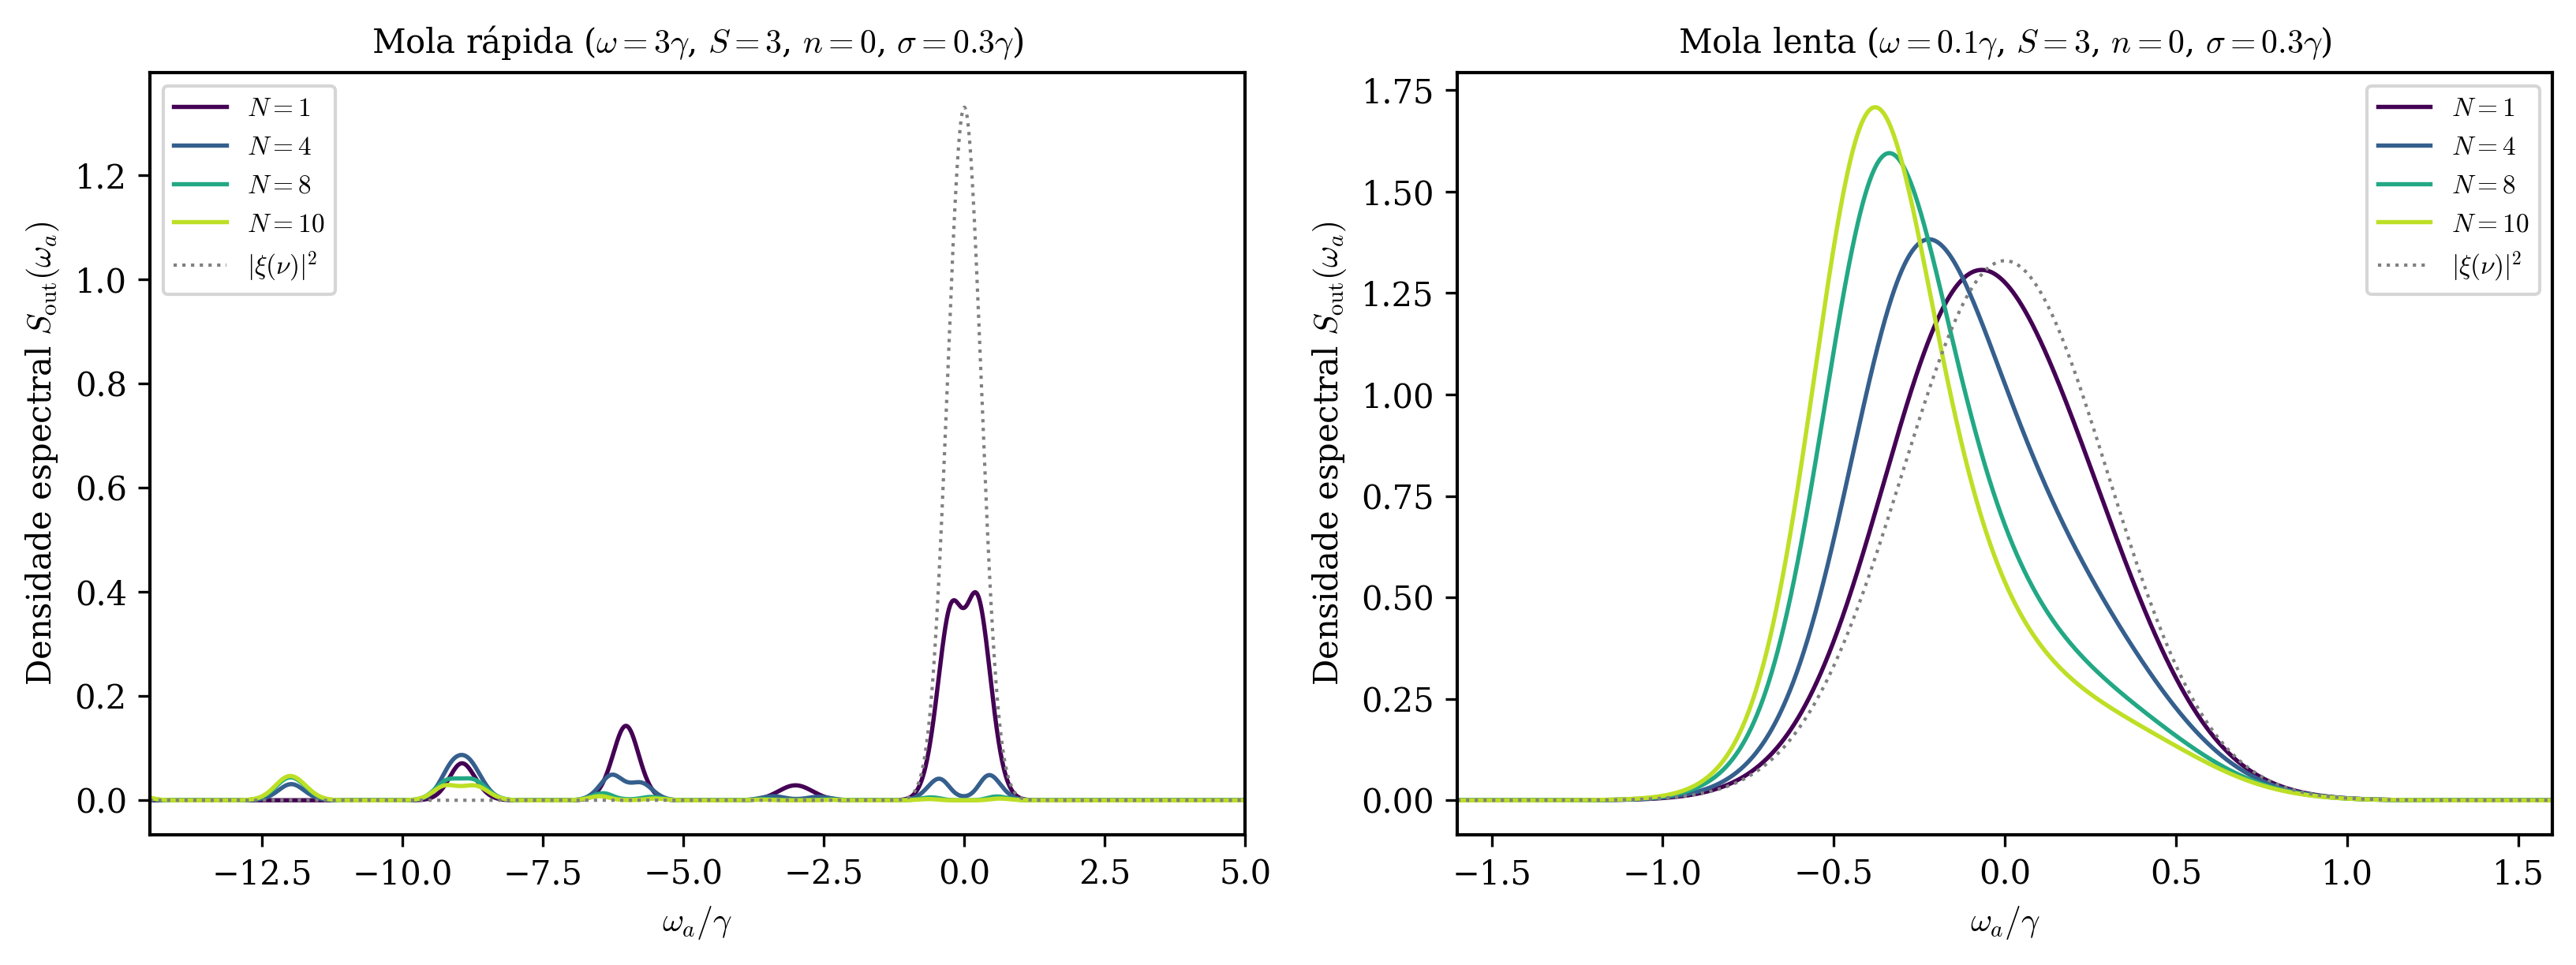 Mola rápida (ω = 3γ, S = 3, n = 0, σ = 0.3γ)
N = 1
N = 4
N = 8
N = 10
|ξ(ν)|²
Densidade espectral S_out(ω_a)
1.2
1.0
0.8
0.6
0.4
0.2
0.0
−12.5 −10.0 −7.5 −5.0 −2.5 0.0 2.5 5.0
ω_a/γ
Mola lenta (ω = 0.1γ, S = 3, n = 0, σ = 0.3γ)
N = 1
N = 4
N = 8
N = 10
|ξ(ν)|²
Densidade espectral S_out(ω_a)
1.75
1.50
1.25
1.00
0.75
0.50
0.25
0.00
−1.5 −1.0 −0.5 0.0 0.5 1.0 1.5
ω_a/γ